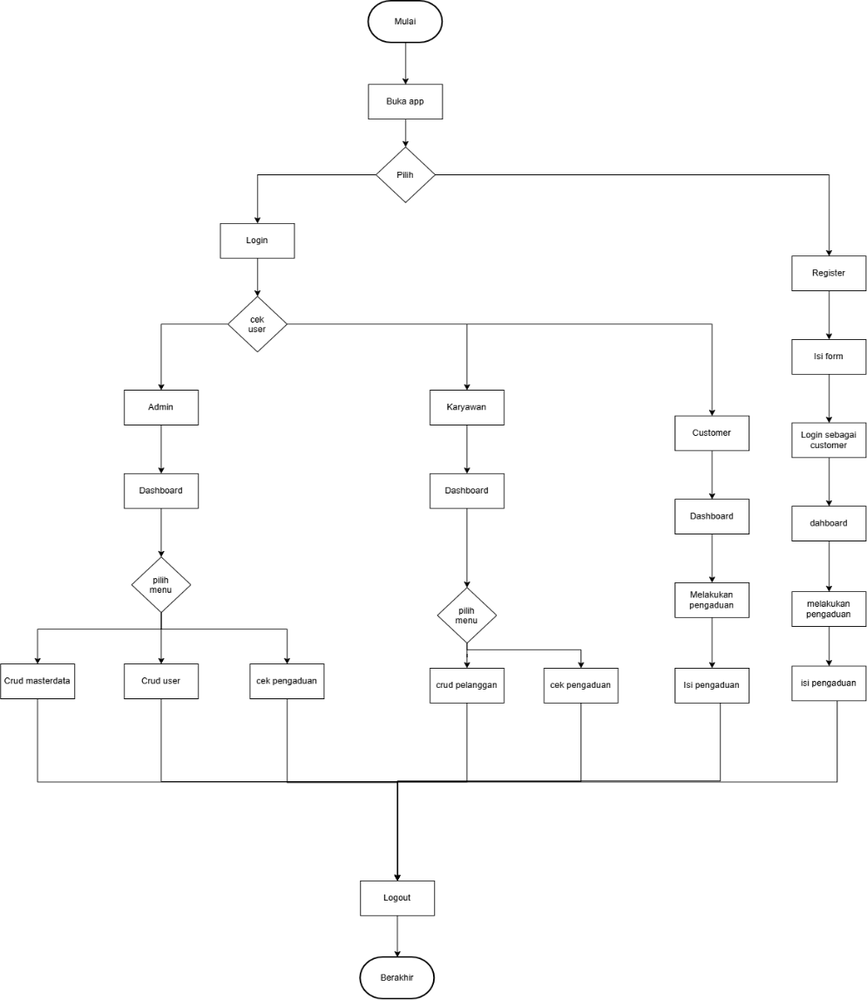 Mulai
Buka app
Pilih
Login
Register
cek
user
Isi form
Admin
Karyawan
Customer
Login sebagai
customer
Dashboard
Dashboard
Dashboard
dahboard
pilih
menu
pilih
menu
Melakukan
pengaduan
melakukan
pengaduan
Crud masterdata
Crud user
cek pengaduan
crud pelanggan
cek pengaduan
Isi pengaduan
isi pengaduan
Logout
Berakhir